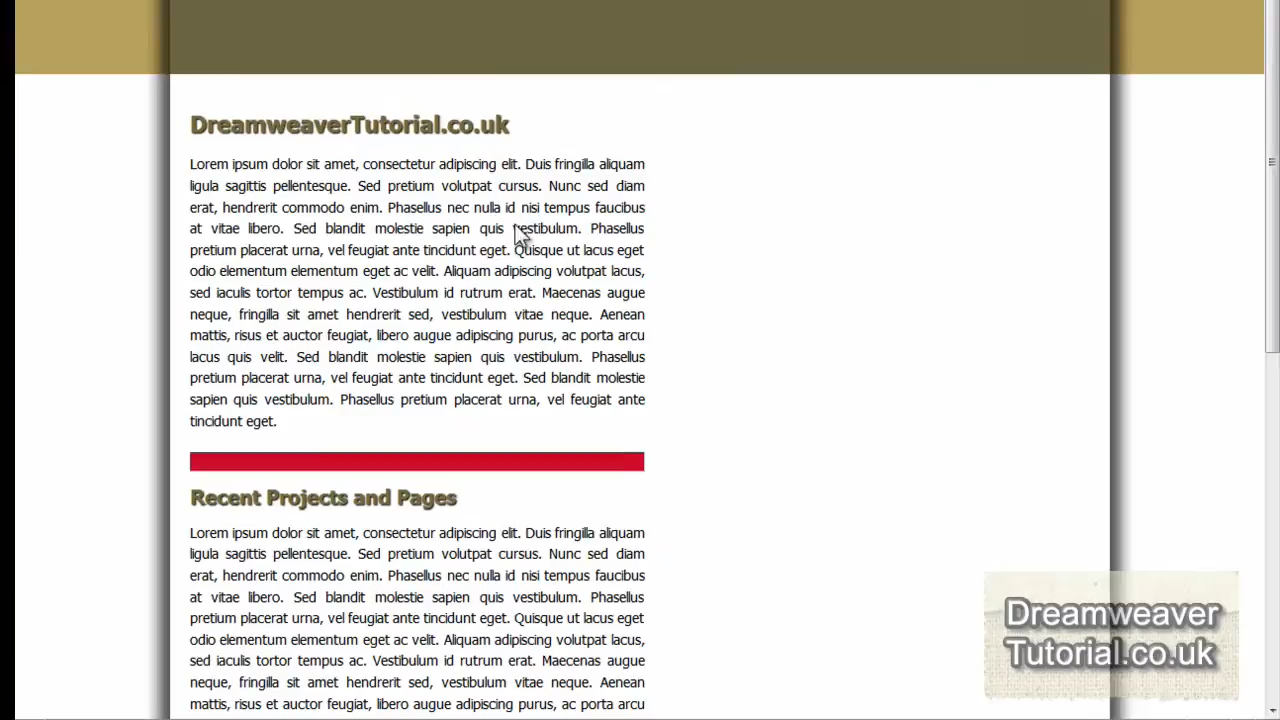 DreamweaverTutorial.co.uk
Lorem ipsum dolor sit amet, consectetur adipiscing elit. Duis fringilla aliquam
ligula sagittis pellentesque. Sed pretium volutpat cursus. Nunc sed diam
erat, hendrerit commodo enim. Phasellus nec nulla id nisi tempus faucibus
at vitae libero. Sed blandit molestie sapien quis vestibulum. Phasellus
pretium placerat urna, vel feugiat ante tincidunt eget. Quisque ut lacus eget
odio elementum elementum eget ac velit. Aliquam adipiscing volutpat lacus,
sed iaculis tortor tempus ac. Vestibulum id rutrum erat. Maecenas augue
neque, fringilla sit amet hendrerit sed, vestibulum vitae neque. Aenean
mattis, risus et auctor feugiat, libero augue adipiscing purus, ac porta arcu
lacus quis velit. Sed blandit molestie sapien quis vestibulum. Phasellus
pretium placerat urna, vel feugiat ante tincidunt eget. Sed blandit molestie
sapien quis vestibulum. Phasellus pretium placerat urna, vel feugiat ante
tincidunt eget.
Recent Projects and Pages
Lorem ipsum dolor sit amet, consectetur adipiscing elit. Duis fringilla aliquam
ligula sagittis pellentesque. Sed pretium volutpat cursus. Nunc sed diam
erat, hendrerit commodo enim. Phasellus nec nulla id nisi tempus faucibus
at vitae libero. Sed blandit molestie sapien quis vestibulum. Phasellus
pretium placerat urna, vel feugiat ante tincidunt eget. Quisque ut lacus eget
odio elementum elementum eget ac velit. Aliquam adipiscing volutpat lacus,
sed iaculis tortor tempus ac. Vestibulum id rutrum erat. Maecenas augue
neque, fringilla sit amet hendrerit sed, vestibulum vitae neque. Aenean
mattis, risus et auctor feugiat, libero augue adipiscing purus, ac porta arcu
Dreamweaver
Tutorial.co.uk